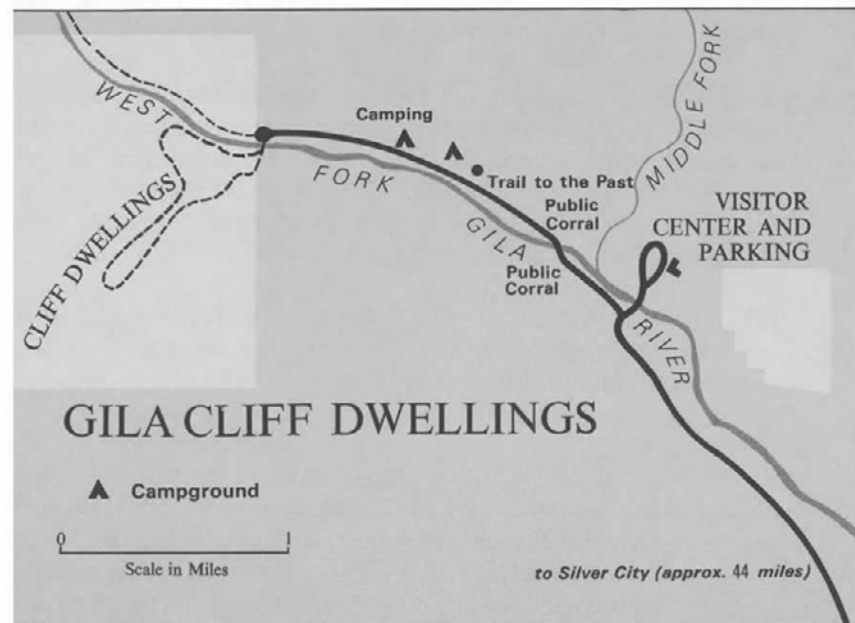 WEST
FORK
GILA
RIVER
MIDDLE FORK
Camping
Trail to the Past
Public
Corral
Public
Corral
VISITOR
CENTER AND
PARKING
CLIFF DWELLINGS
GILA CLIFF DWELLINGS
Campground
0 1
Scale in Miles
to Silver City (approx. 44 miles)